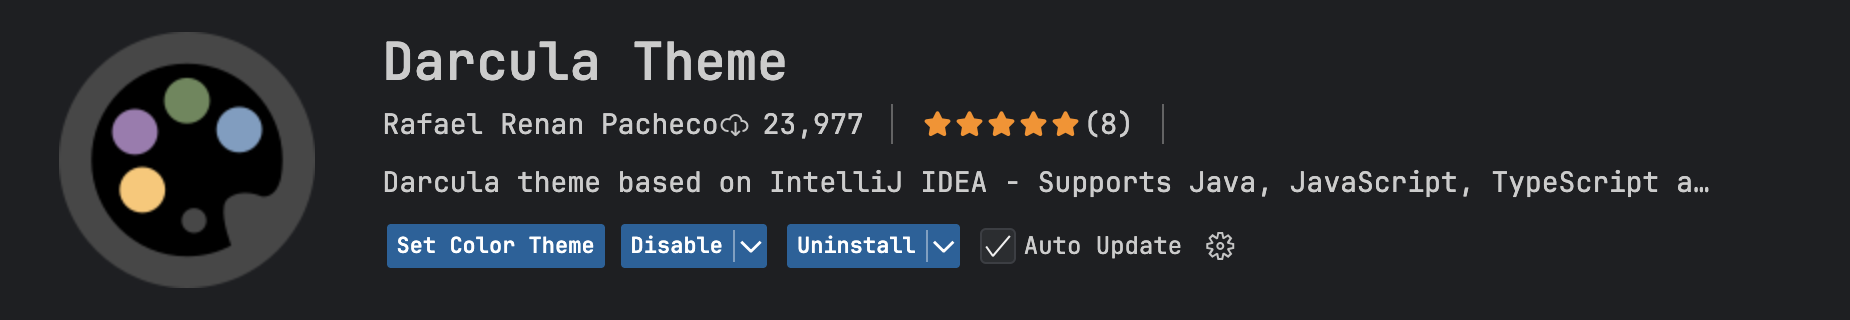 Darcula Theme
Rafael Renan Pacheco 23,977 (8)
Darcula theme based on IntelliJ IDEA - Supports Java, JavaScript, TypeScript a…
Set Color Theme Disable Uninstall Auto Update